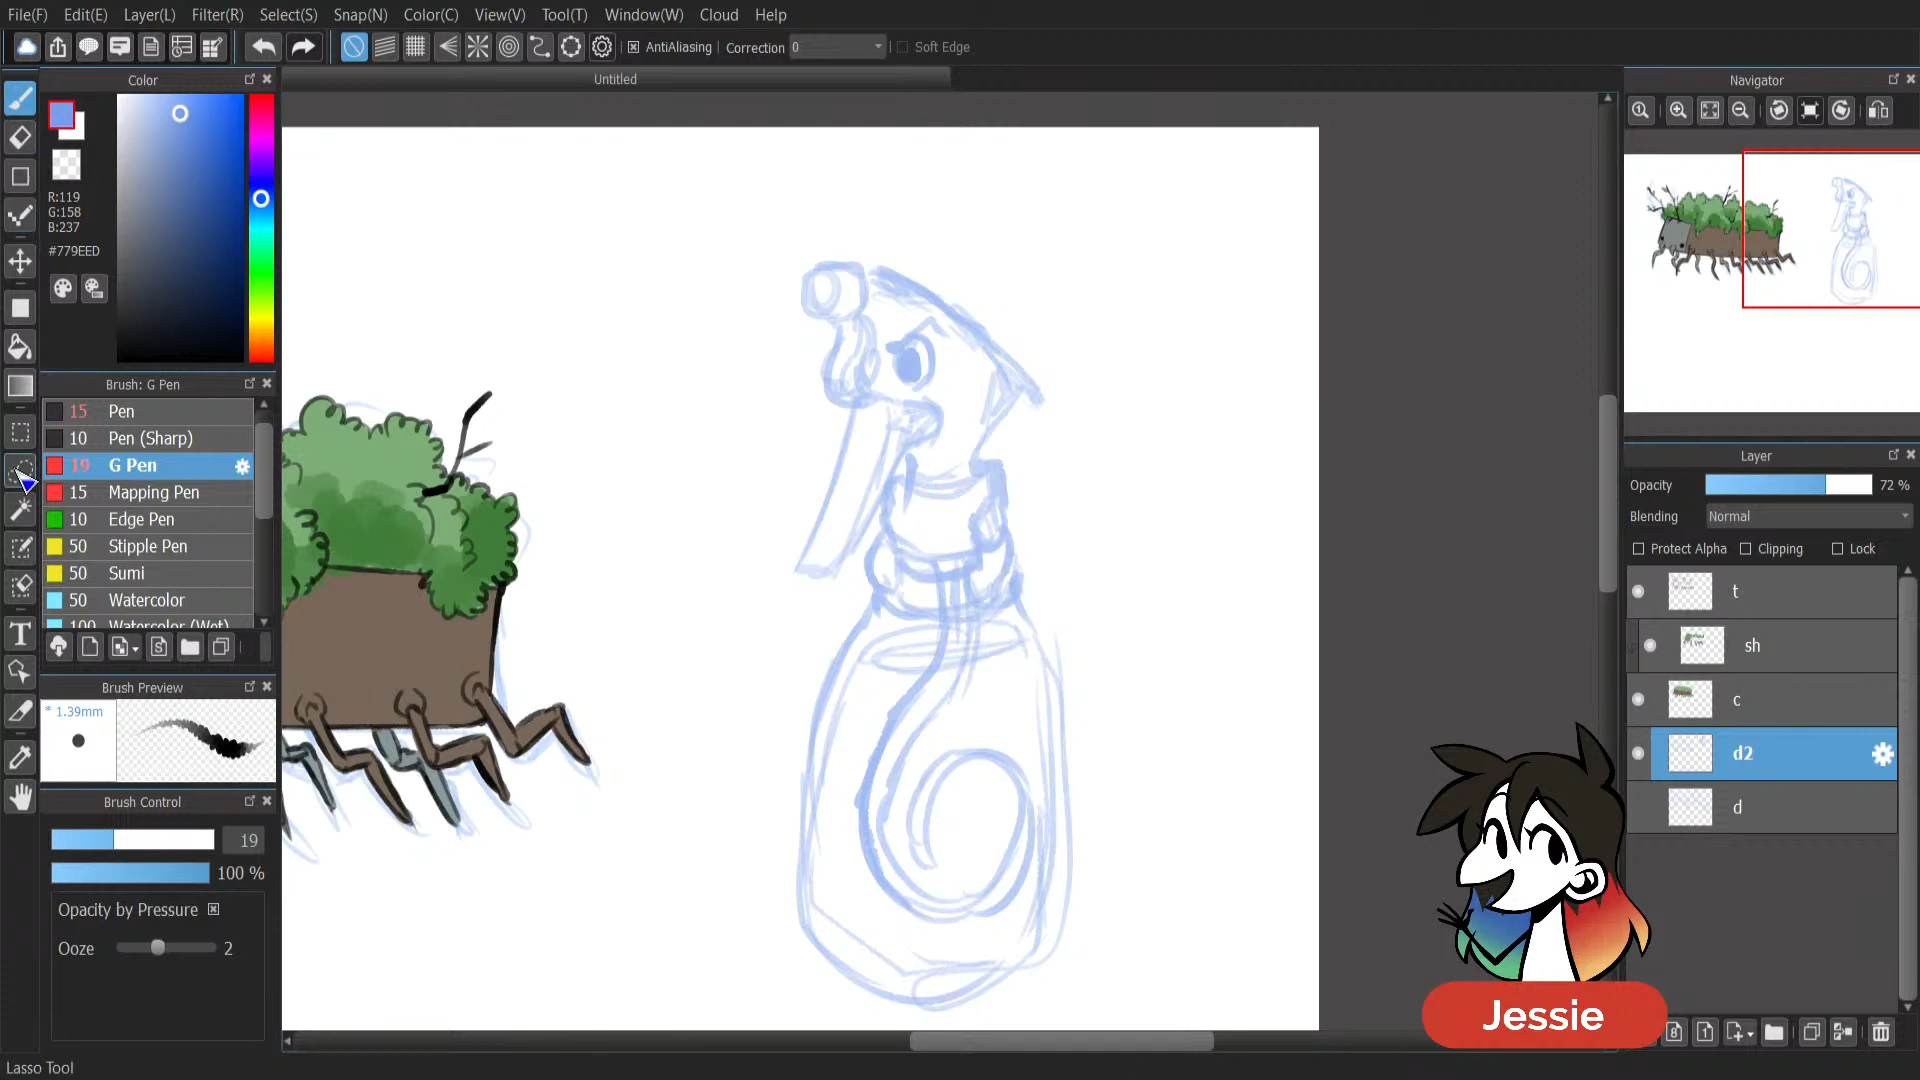 File(F) Edit(E) Layer(L) Filter(R) Select(S) Snap(N) Color(C) View(V) Tool(T) Window(W) Cloud Help
AntiAliasing Correction 0 Soft Edge
Color
Untitled
Navigator
R:119
G:158
B:237
#779EED
Brush: G Pen
15 Pen
10 Pen (Sharp)
19 G Pen
15 Mapping Pen
10 Edge Pen
50 Stipple Pen
50 Sumi
50 Watercolor
100 Watercolor (Wet)
Brush Preview
* 1.39mm
Brush Control
19
100 %
Opacity by Pressure
Ooze 2
Layer
Opacity 72 %
Blending Normal
Protect Alpha Clipping Lock
t
sh
c
d2
d
Jessie
Lasso Tool